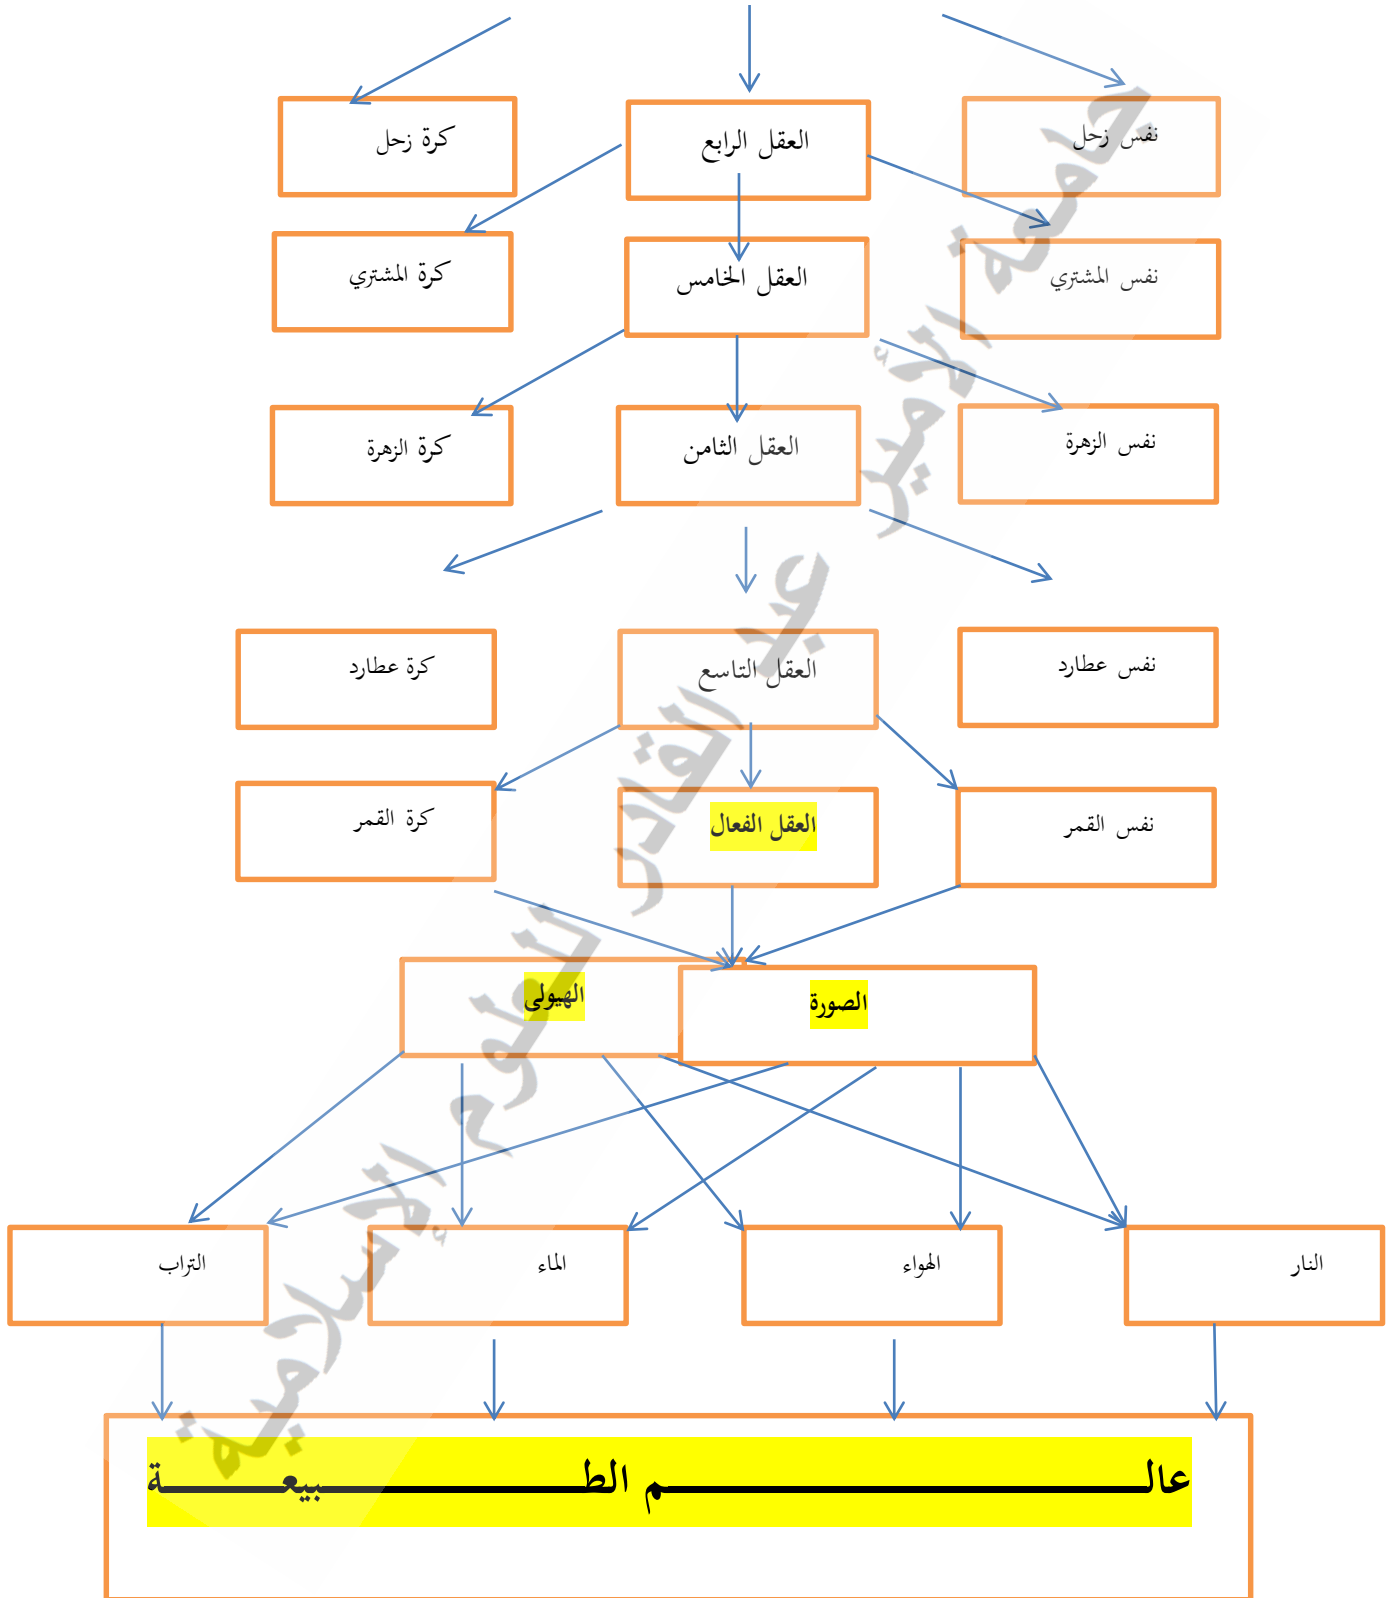 نفس زحل
العقل الرابع
كرة زحل
نفس المشتري
العقل الخامس
كرة المشتري
نفس الزهرة
العقل الثامن
كرة الزهرة
نفس عطارد
العقل التاسع
كرة عطارد
نفس القمر
العقل الفعال
كرة القمر
الصورة
الهيولى
النار
الهواء
الماء
التراب
عالـــــــــــــم الطــــــــــبيعــــــــة
جامعة الأمير عبد القادر للعلوم الإسلامية